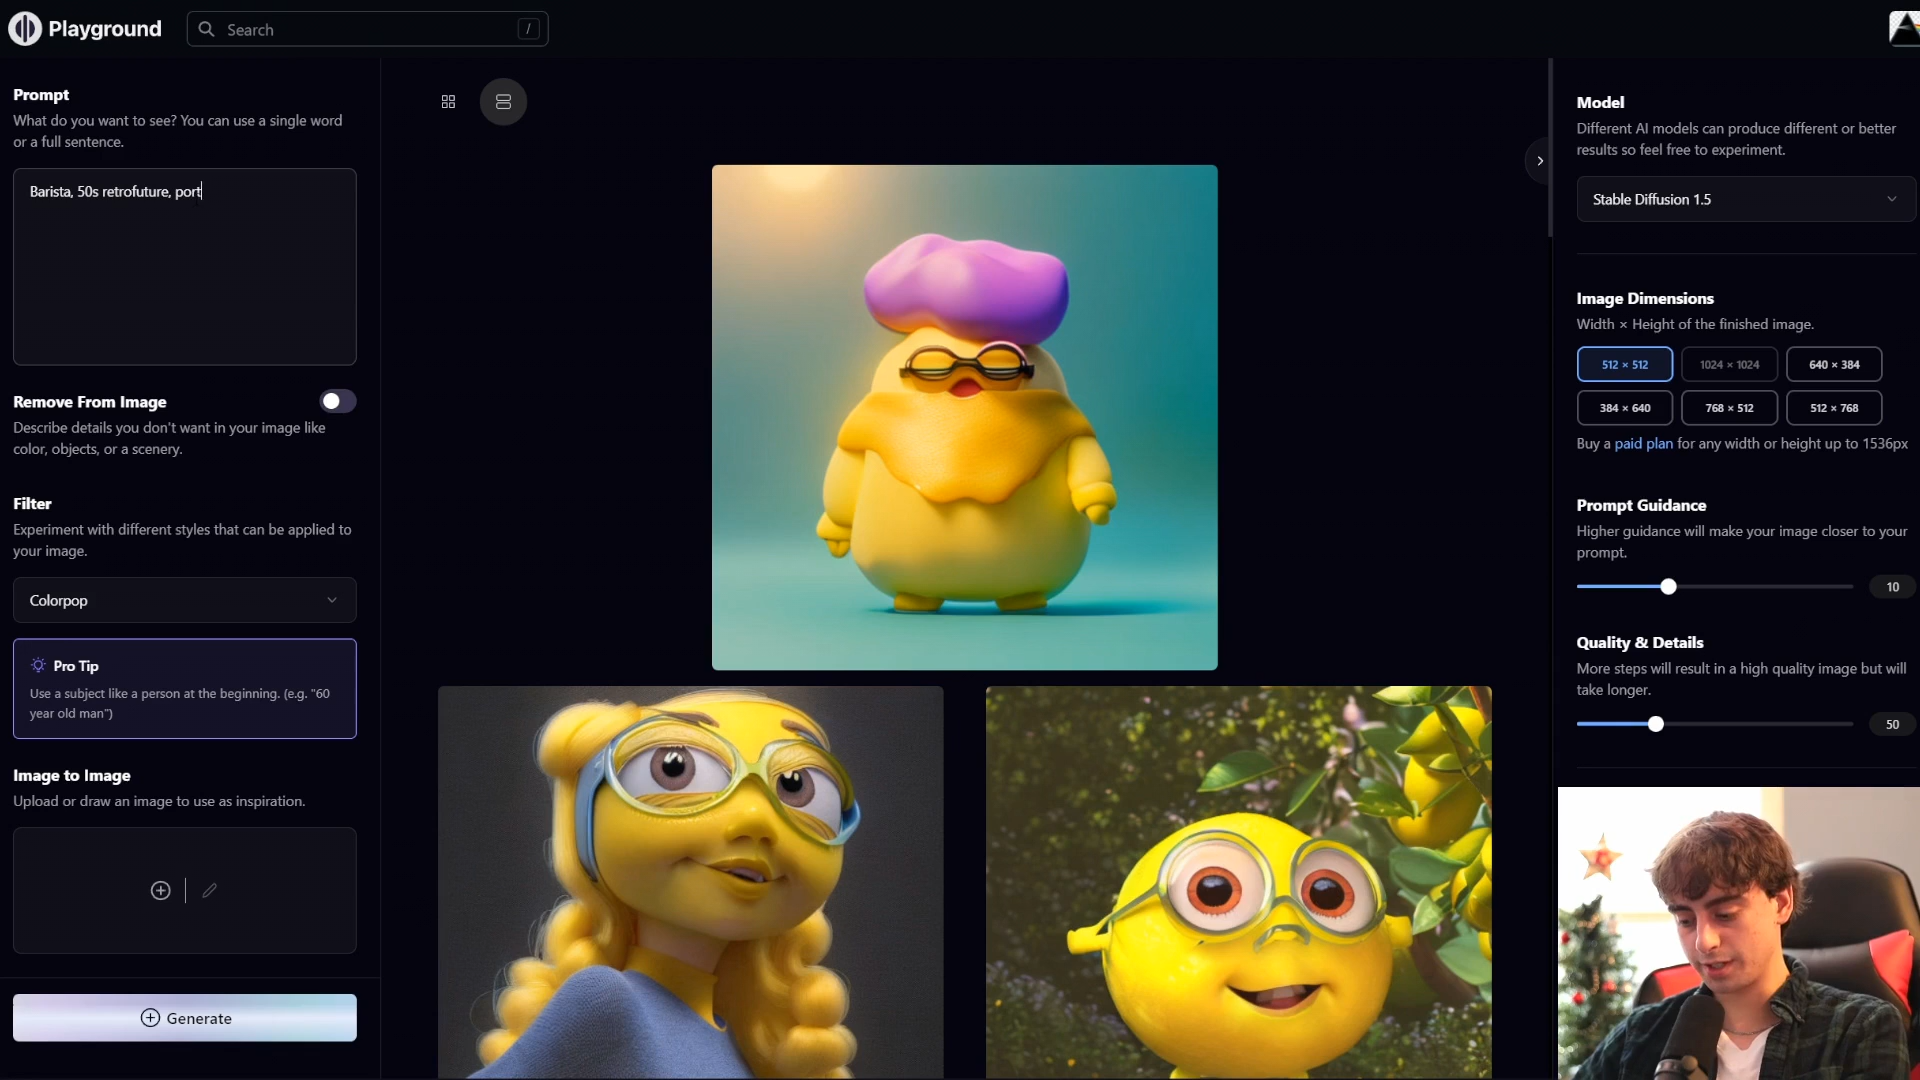 Playground
Search
/
Prompt
What do you want to see? You can use a single word
or a full sentence.
Barista, 50s retrofuture, port
Remove From Image
Describe details you don't want in your image like
color, objects, or a scenery.
Filter
Experiment with different styles that can be applied to
your image.
Colorpop
Pro Tip
Use a subject like a person at the beginning. (e.g. "60
year old man")
Image to Image
Upload or draw an image to use as inspiration.
Generate
Model
Different AI models can produce different or better
results so feel free to experiment.
Stable Diffusion 1.5
Image Dimensions
Width × Height of the finished image.
512 × 512
1024 × 1024
640 × 384
384 × 640
768 × 512
512 × 768
Buy a paid plan for any width or height up to 1536px
Prompt Guidance
Higher guidance will make your image closer to your
prompt.
10
Quality & Details
More steps will result in a high quality image but will
take longer.
50